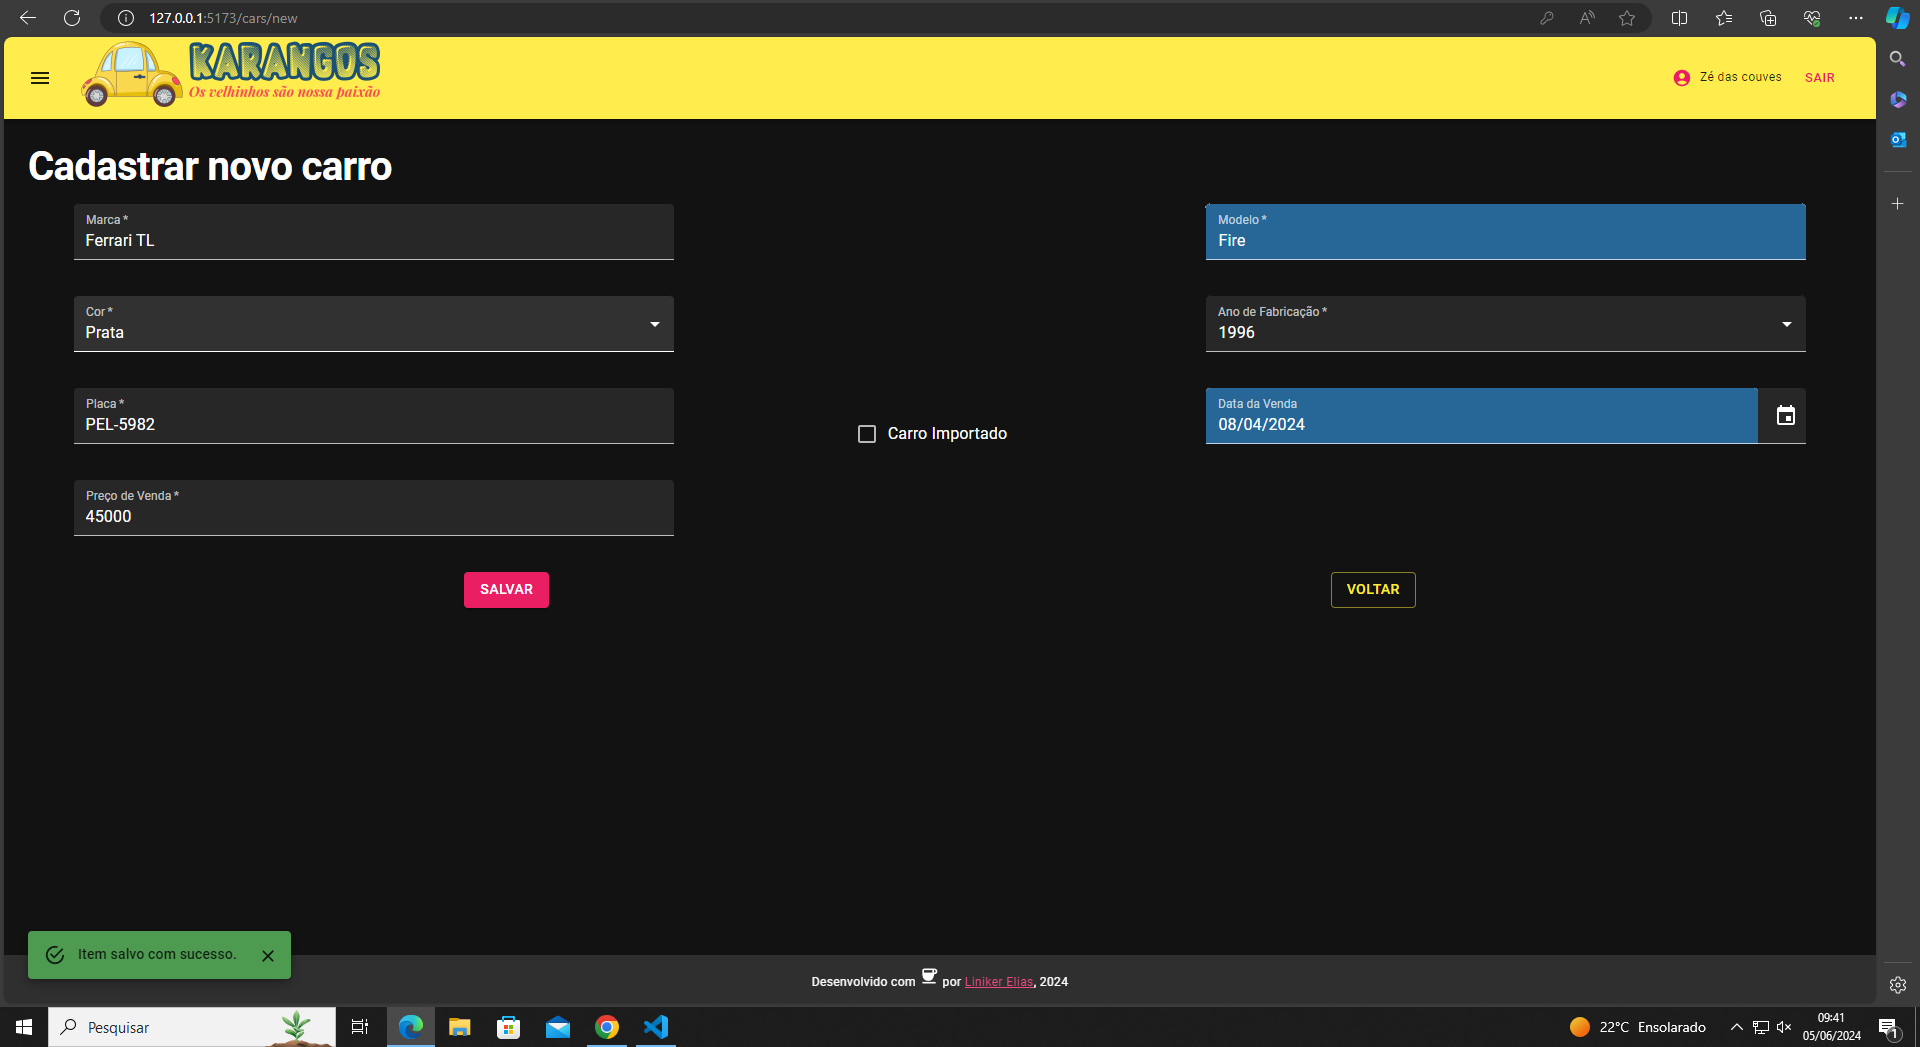 127.0.0.1:5173/cars/new
KARANGOS
Os velhinhos são nossa paixão
Zé das couves
SAIR
Cadastrar novo carro
Marca *
Ferrari TL
Modelo *
Fire
Cor *
Prata
Ano de Fabricação *
1996
Placa *
PEL-5982
Carro Importado
Data da Venda
08/04/2024
Preço de Venda *
45000
SALVAR
VOLTAR
Item salvo com sucesso.
Desenvolvido com por Liniker Elias, 2024
Pesquisar
22°C Ensolarado
09:41
05/06/2024
1